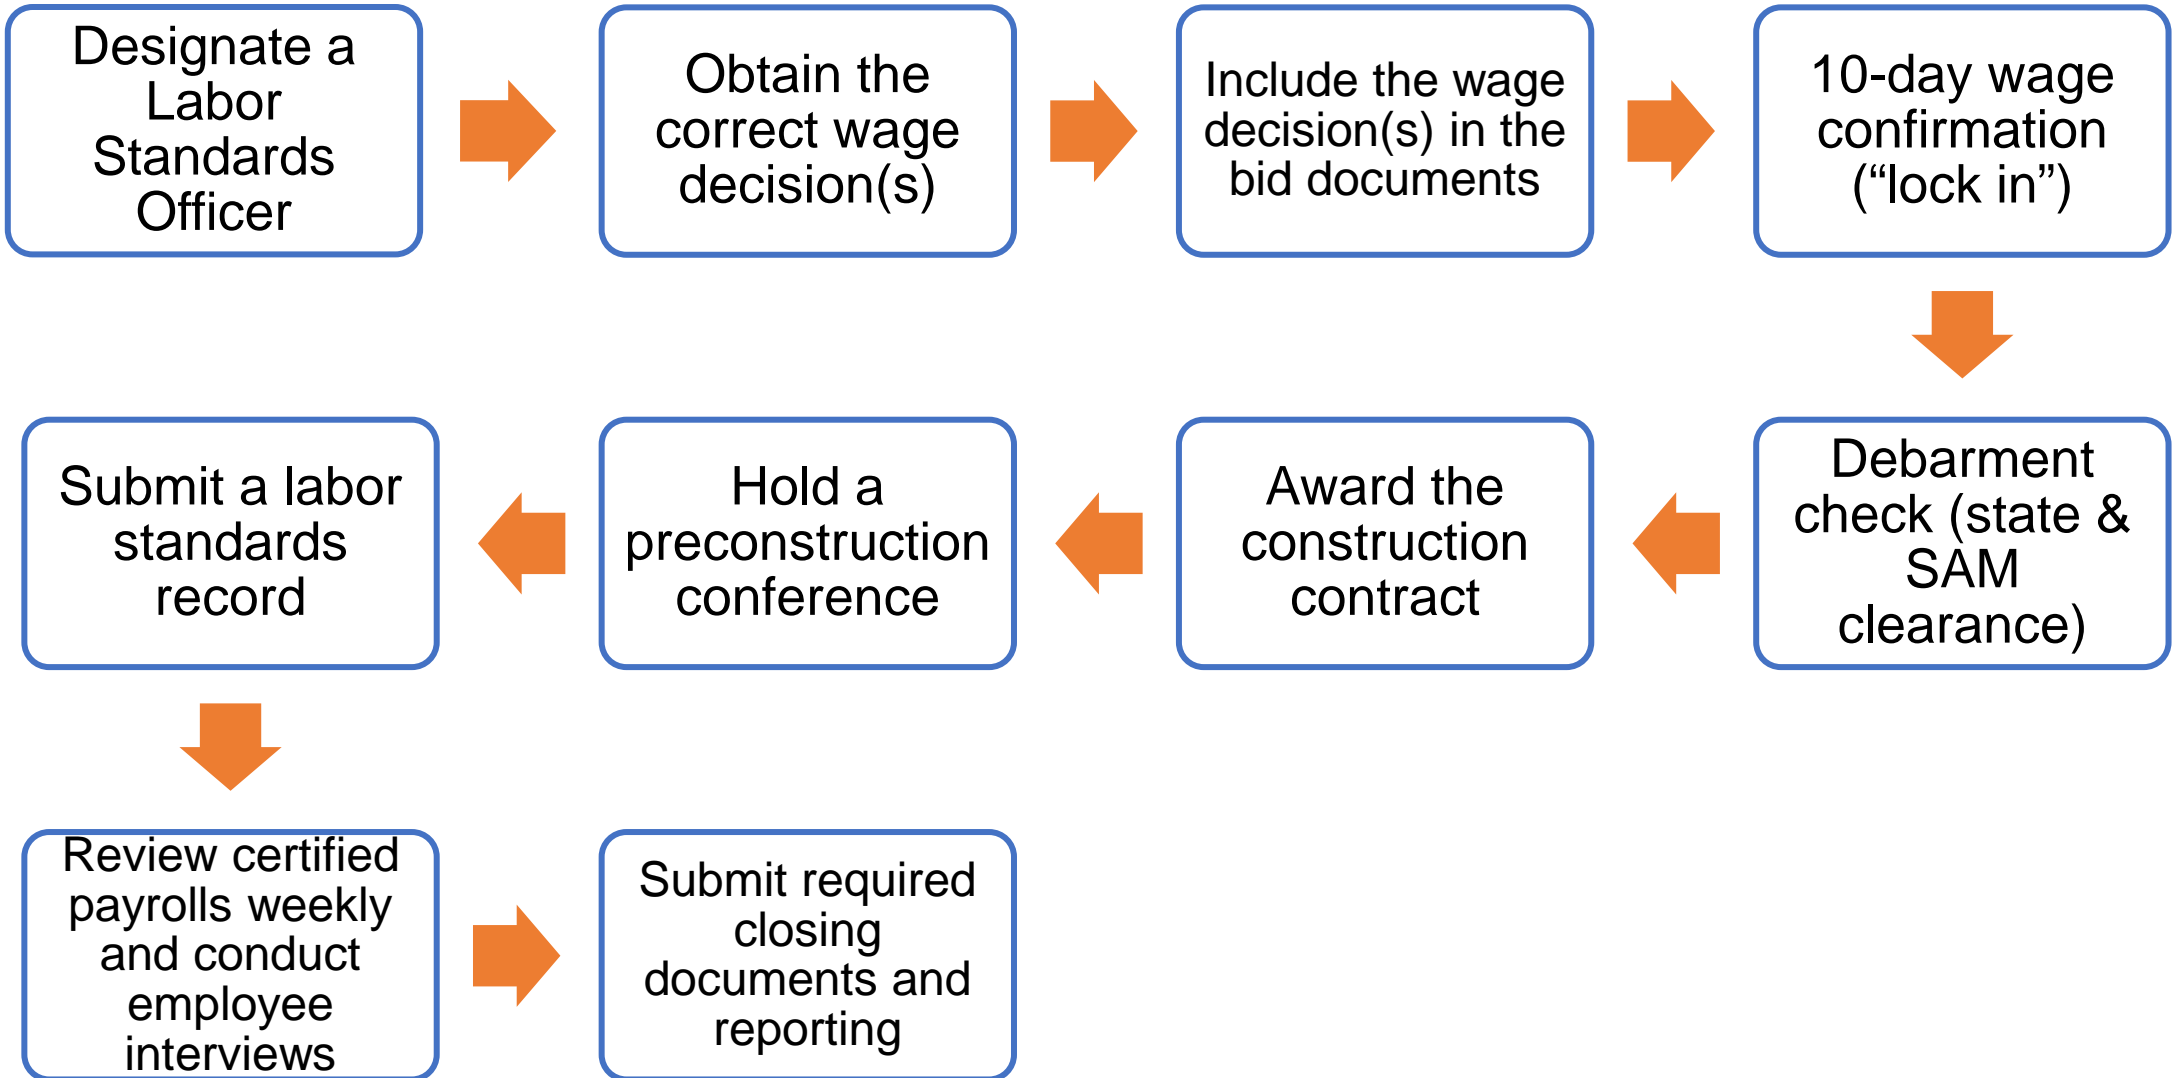 Designate a
Labor
Standards
Officer
Obtain the
correct wage
decision(s)
Include the wage
decision(s) in the
bid documents
10-day wage
confirmation
(“lock in”)
Debarment
check (state &
SAM
clearance)
Award the
construction
contract
Hold a
preconstruction
conference
Submit a labor
standards
record
Review certified
payrolls weekly
and conduct
employee
interviews
Submit required
closing
documents and
reporting